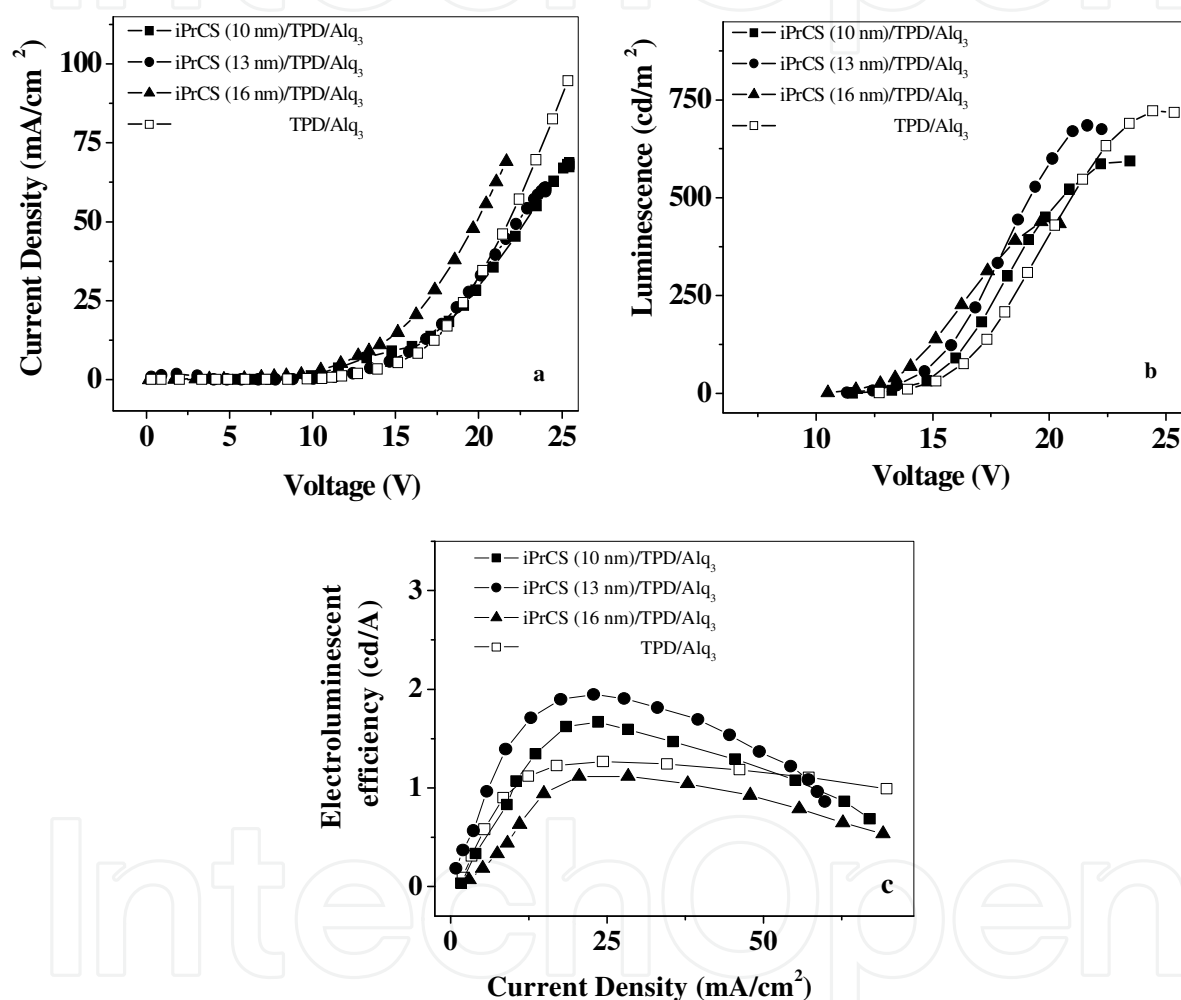 iPrCS (10 nm)/TPD/Alq₃
iPrCS (13 nm)/TPD/Alq₃
iPrCS (16 nm)/TPD/Alq₃
TPD/Alq₃
100
75
50
25
0
0
5
10
15
20
25
Current Density (mA/cm²)
Voltage (V)
a
iPrCS (10 nm)/TPD/Alq₃
iPrCS (13 nm)/TPD/Alq₃
iPrCS (16 nm)/TPD/Alq₃
TPD/Alq₃
750
500
250
0
10
15
20
25
Luminescence (cd/m²)
Voltage (V)
b
iPrCS (10 nm)/TPD/Alq₃
iPrCS (13 nm)/TPD/Alq₃
iPrCS (16 nm)/TPD/Alq₃
TPD/Alq₃
3
2
1
0
0
25
50
Electroluminescent
efficiency (cd/A)
Current Density (mA/cm²)
c
IntechOpen